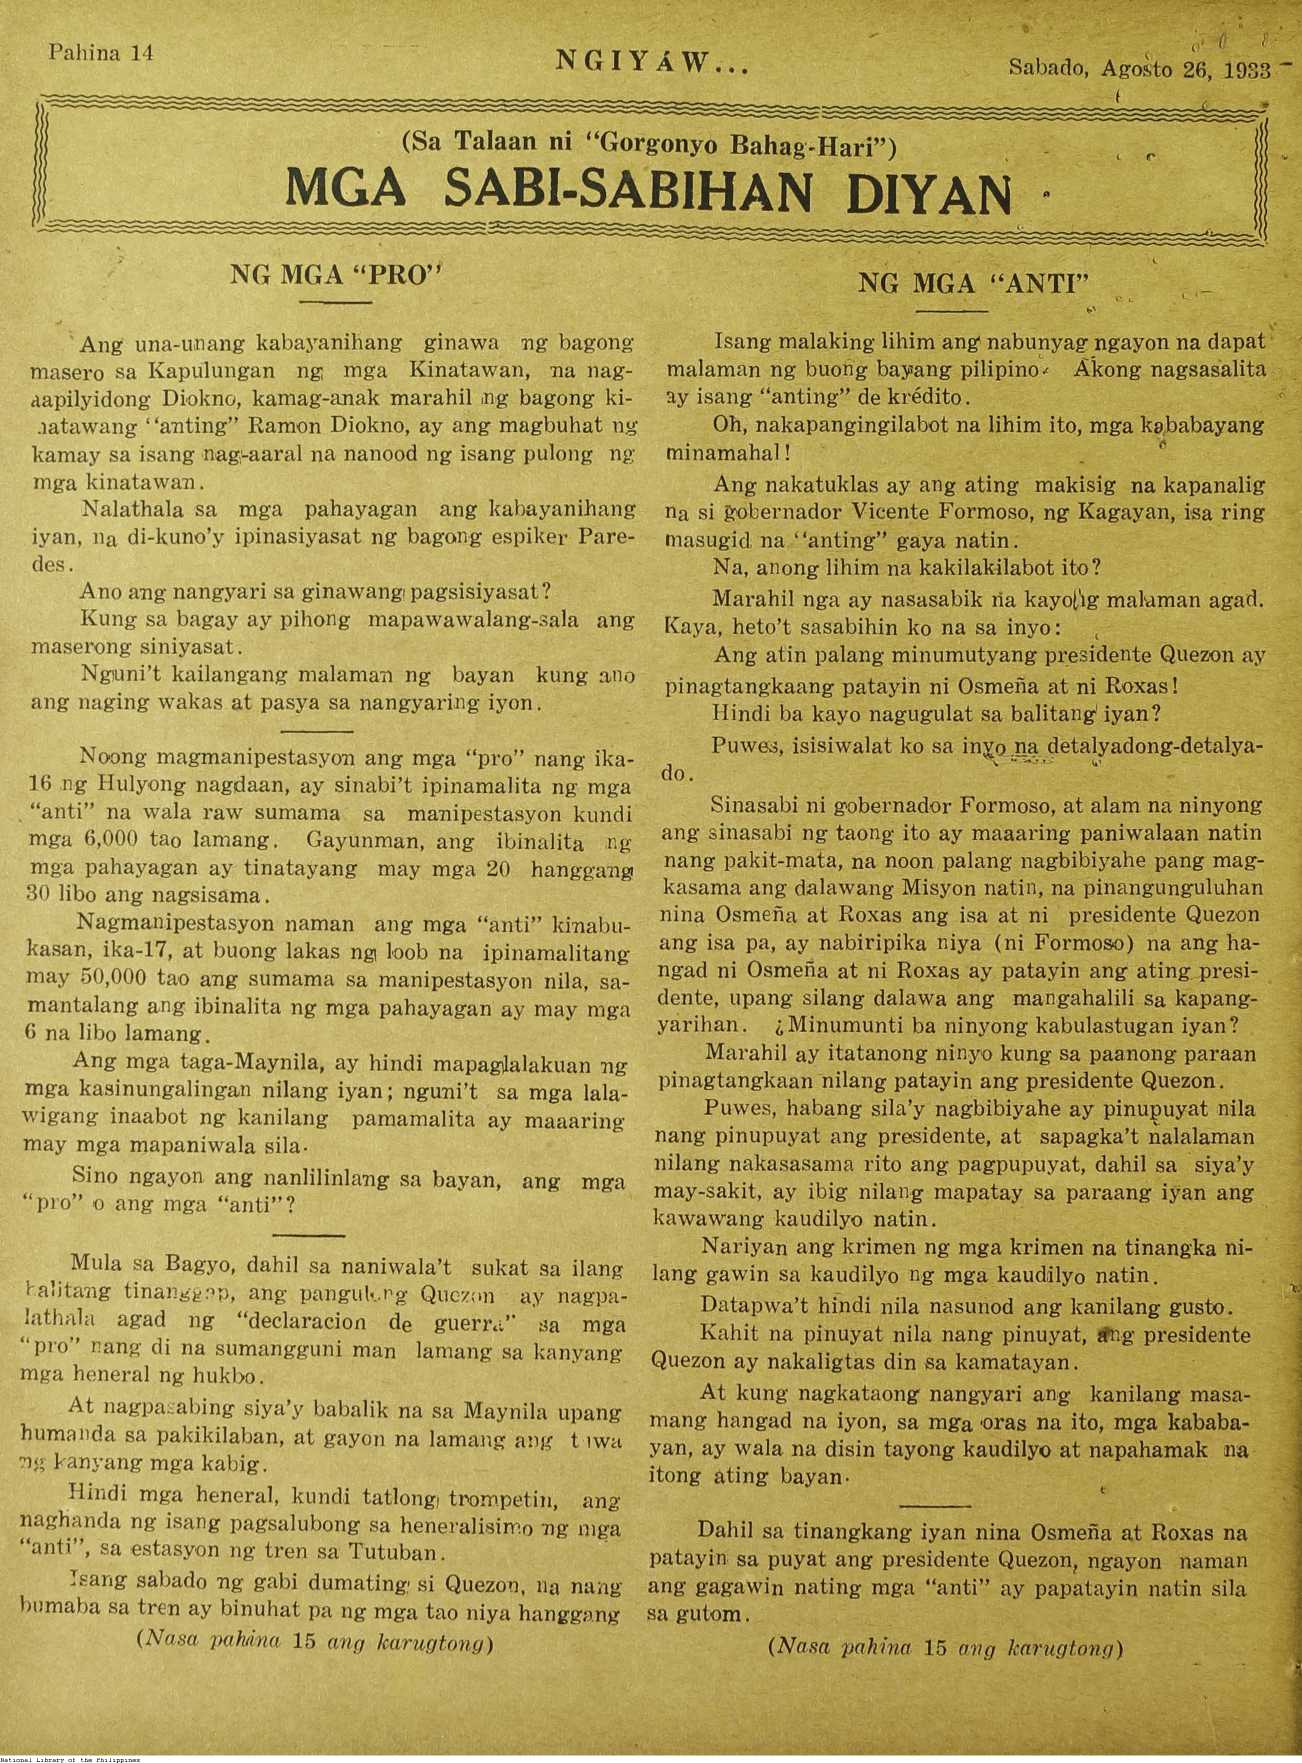 Pahina 14
NGIYAW...
Sabado, Agosto 26, 1933
(Sa Talaan ni “Gorgonyo Bahag-Hari”)
MGA SABI-SABIHAN DIYAN
NG MGA “PRO”
Ang una-unang kabayanihang ginawa ng bagong
masero sa Kapulungan ng mga Kinatawan, na nag-
aapilyidong Diokno, kamag-anak marahil ng bagong ki-
natawang “anting” Ramon Diokno, ay ang magbuhat ng
kamay sa isang nag-aaral na nanood ng isang pulong ng
mga kinatawan.
Nalathala sa mga pahayagan ang kabayanihang
iyan, na di-kuno’y ipinasiyasat ng bagong espiker Pare-
des.
Ano ang nangyari sa ginawang pagsisiyasat?
Kung sa bagay ay pihong mapawawalang-sala ang
maserong siniyasat.
Nguni’t kailangang malaman ng bayan kung ano
ang naging wakas at pasya sa nangyaring iyon.
Noong magmanipestasyon ang mga “pro” nang ika-
16 ng Hulyong nagdaan, ay sinabi’t ipinamalita ng mga
“anti” na wala raw sumama sa manipestasyon kundi
mga 6,000 tao lamang. Gayunman, ang ibinalita ng
mga pahayagan ay tinatayang may mga 20 hanggang
30 libo ang nagsisama.
Nagmanipestasyon naman ang mga “anti” kinabu-
kasan, ika-17, at buong lakas ng loob na ipinamalitang
may 50,000 tao ang sumama sa manipestasyon nila, sa-
mantalang ang ibinalita ng mga pahayagan ay may mga
6 na libo lamang.
Ang mga taga-Maynila, ay hindi mapaglalakuan ng
mga kasinungalingan nilang iyan; nguni’t sa mga lala-
wigang inaabot ng kanilang pamamalita ay maaaring
may mga mapaniwala sila.
Sino ngayon ang nanlilinlang sa bayan, ang mga
“pro” o ang mga “anti”?
Mula sa Bagyo, dahil sa naniwala’t sukat sa ilang
balitang tinanggap, ang pangulong Quezon ay nagpa-
lathala agad ng “declaracion de guerra” sa mga
“pro” nang di na sumangguni man lamang sa kanyang
mga heneral ng hukbo.
At nagpasabing siya’y babalik na sa Maynila upang
humanda sa pakikilaban, at gayon na lamang ang tuwa
ng kanyang mga kabig.
Hindi mga heneral, kundi tatlong trompetin, ang
naghanda ng isang pagsalubong sa heneralisimo ng mga
“anti”, sa estasyon ng tren sa Tutuban.
Isang sabado ng gabi dumating si Quezon, na nang
bumaba sa tren ay binuhat pa ng mga tao niya hanggang
(Nasa pahina 15 ang karugtong)
NG MGA “ANTI”
Isang malaking lihim ang nabunyag ngayon na dapat
malaman ng buong bayang pilipino. Akong nagsasalita
ay isang “anting” de krédito.
Oh, nakapangingilabot na lihim ito, mga kababayang
minamahal!
Ang nakatuklas ay ang ating makisig na kapanalig
na si gobernador Vicente Formoso, ng Kagayan, isa ring
masugid na “anting” gaya natin.
Na, anong lihim na kakilakilabot ito?
Marahil nga ay nasasabik na kayong malaman agad.
Kaya, heto’t sasabihin ko na sa inyo:
Ang atin palang minumutyang presidente Quezon ay
pinagtangkaang patayin ni Osmeña at ni Roxas!
Hindi ba kayo nagugulat sa balitang iyan?
Puwes, isisiwalat ko sa inyo na detalyadong-detalya-
do.
Sinasabi ni gobernador Formoso, at alam na ninyong
ang sinasabi ng taong ito ay maaaring paniwalaan natin
nang pakit-mata, na noon palang nagbibiyahe pang mag-
kasama ang dalawang Misyon natin, na pinangunguluhan
nina Osmeña at Roxas ang isa at ni presidente Quezon
ang isa pa, ay nabiripika niya (ni Formoso) na ang ha-
ngad ni Osmeña at ni Roxas ay patayin ang ating presi-
dente, upang silang dalawa ang mangahalili sa kapang-
yarihan. ¿Minumunti ba ninyong kabulastugan iyan?
Marahil ay itatanong ninyo kung sa paanong paraan
pinagtangkaan nilang patayin ang presidente Quezon.
Puwes, habang sila’y nagbibiyahe ay pinupuyat nila
nang pinupuyat ang presidente, at sapagka’t nalalaman
nilang nakasasama rito ang pagpupuyat, dahil sa siya’y
may-sakit, ay ibig nilang mapatay sa paraang iyan ang
kawawang kaudilyo natin.
Nariyan ang krimen ng mga krimen na tinangka ni-
lang gawin sa kaudilyo ng mga kaudilyo natin.
Datapwa’t hindi nila nasunod ang kanilang gusto.
Kahit na pinuyat nila nang pinuyat, ang presidente
Quezon ay nakaligtas din sa kamatayan.
At kung nagkataong nangyari ang kanilang masa-
mang hangad na iyon, sa mga oras na ito, mga kababa-
yan, ay wala na disin tayong kaudilyo at napahamak na
itong ating bayan.
Dahil sa tinangkang iyan nina Osmeña at Roxas na
patayin sa puyat ang presidente Quezon, ngayon naman
ang gagawin nating mga “anti” ay papatayin natin sila
sa gutom.
(Nasa pahina 15 ang karugtong)
National Library of the Philippines